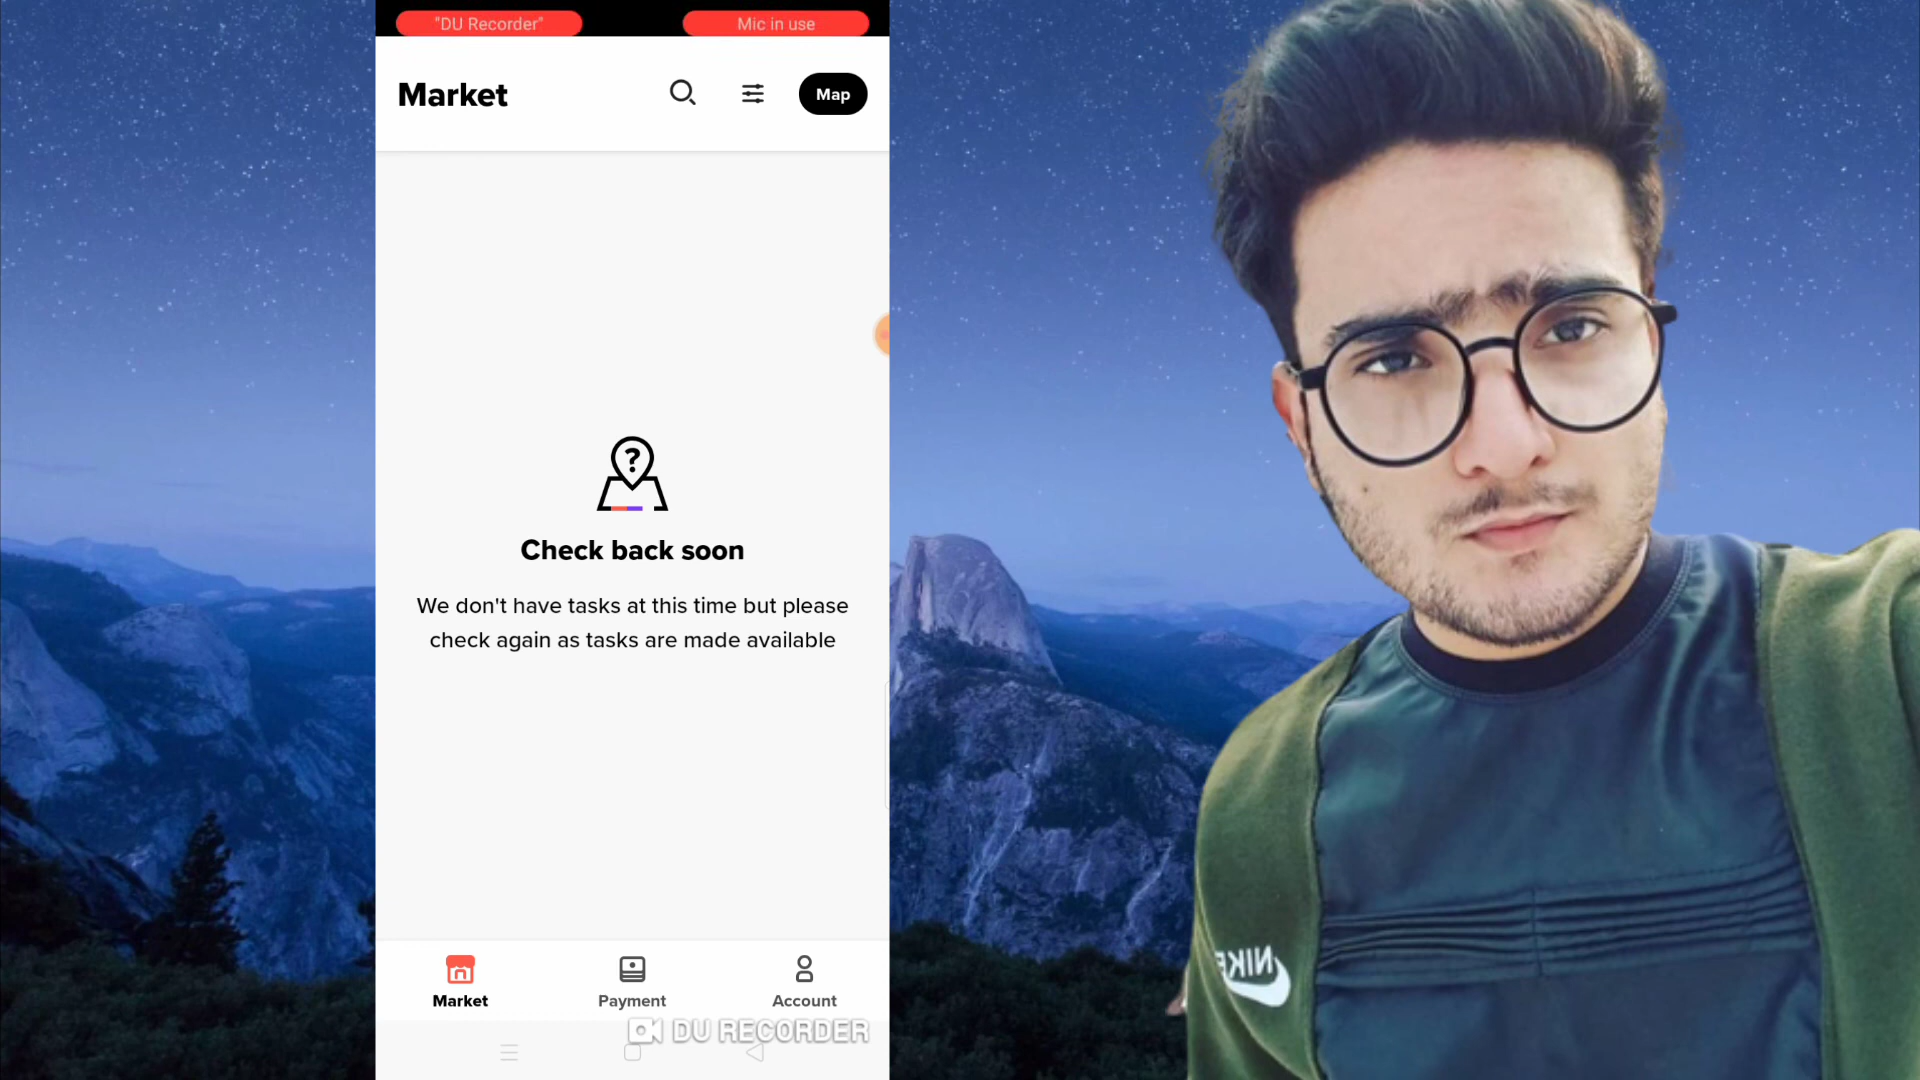 "DU Recorder"
Mic in use
Market
Map
?
Check back soon
We don't have tasks at this time but please
check again as tasks are made available
Market
Payment
Account
DU RECORDER
NIKE